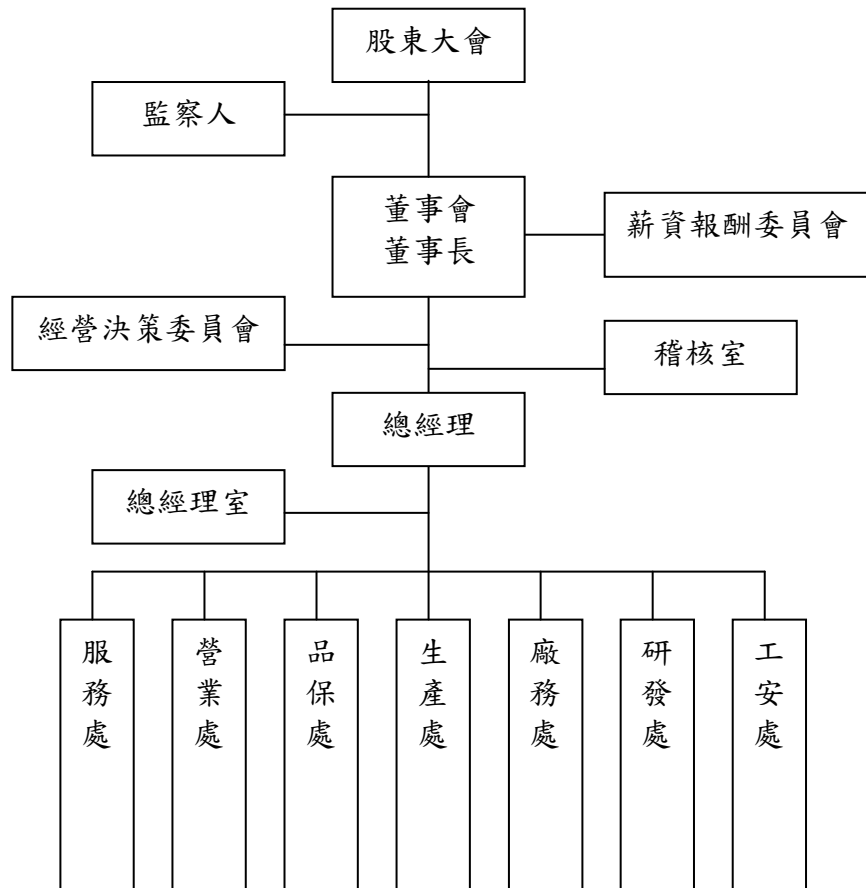 股東大會
監察人
董事會
董事長
薪資報酬委員會
經營決策委員會
稽核室
總經理
總經理室
服務處
營業處
品保處
生產處
廠務處
研發處
工安處